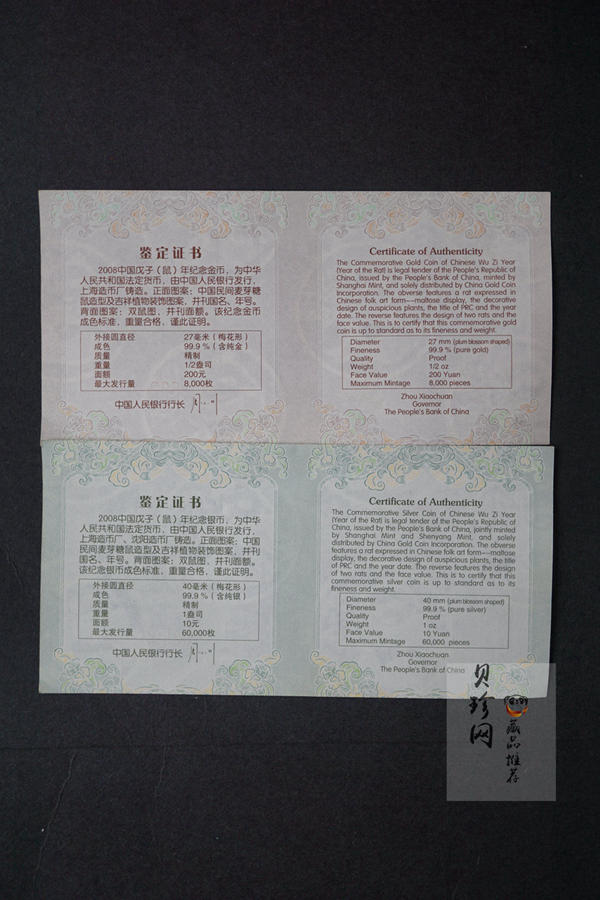 鉴定证书
2008中国戊子（鼠）年纪念金币，为中华
人民共和国法定货币，由中国人民银行发行，
上海造币厂铸造。正面图案：中国民间麦芽糖
鼠造型及吉祥植物装饰图案，并刊国名、年号。
背面图案：双鼠图，并刊面额。该纪念金币
成色标准，重量合格，谨此证明。
外接圆直径 27毫米（梅花形）
成色 99.9％（含纯金）
质量 精制
重量 1/2盎司
面额 200元
最大发行量 8,000枚
中国人民银行行长
Certificate of Authenticity
The Commemorative Gold Coin of Chinese Wu Zi Year
(Year of the Rat) is legal tender of the People's Republic of
China, issued by the People's Bank of China, minted by
Shanghai Mint, and solely distributed by China Gold Coin
Incorporation. The obverse features a rat expressed in
Chinese folk art form---maltose display, the decorative
design of auspicious plants, the title of PRC and the year
date. The reverse features the design of two rats and the
face value. This is to certify that this commemorative gold
coin is up to standard as to its fineness and weight.
Diameter 27 mm (plum blossom shaped)
Fineness 99.9 % (pure gold)
Quality Proof
Weight 1/2 oz
Face Value 200 Yuan
Maximum Mintage 8,000 pieces
Zhou Xiaochuan
Governor
The People's Bank of China
鉴定证书
2008中国戊子（鼠）年纪念银币，为中华
人民共和国法定货币，由中国人民银行发行，
上海造币厂、沈阳造币厂铸造。正面图案：中国
民间麦芽糖鼠造型及吉祥植物装饰图案，并刊
国名、年号。背面图案：双鼠图，并刊面额。
该纪念银币成色标准，重量合格，谨此证明。
外接圆直径 40毫米（梅花形）
成色 99.9％（含纯银）
质量 精制
重量 1盎司
面额 10元
最大发行量 60,000枚
中国人民银行行长
Certificate of Authenticity
The Commemorative Silver Coin of Chinese Wu Zi Year
(Year of the Rat) is legal tender of the People's Republic of
China, issued by the People's Bank of China, jointly minted
by Shanghai Mint and Shenyang Mint, and solely
distributed by China Gold Coin Incorporation. The obverse
features a rat expressed in Chinese folk art form---maltose
display, the decorative design of auspicious plants, the title
of PRC and the year date. The reverse features the design
of two rats and the face value. This is to certify that this
commemorative silver coin is up to standard as to its
fineness and weight.
Diameter 40 mm (plum blossom shaped)
Fineness 99.9 % (pure silver)
Quality Proof
Weight 1 oz
Face Value 10 Yuan
Maximum Mintage 60,000 pieces
Zhou Xiaochuan
Governor
The People's Bank of China
贝珍网
藏品推荐